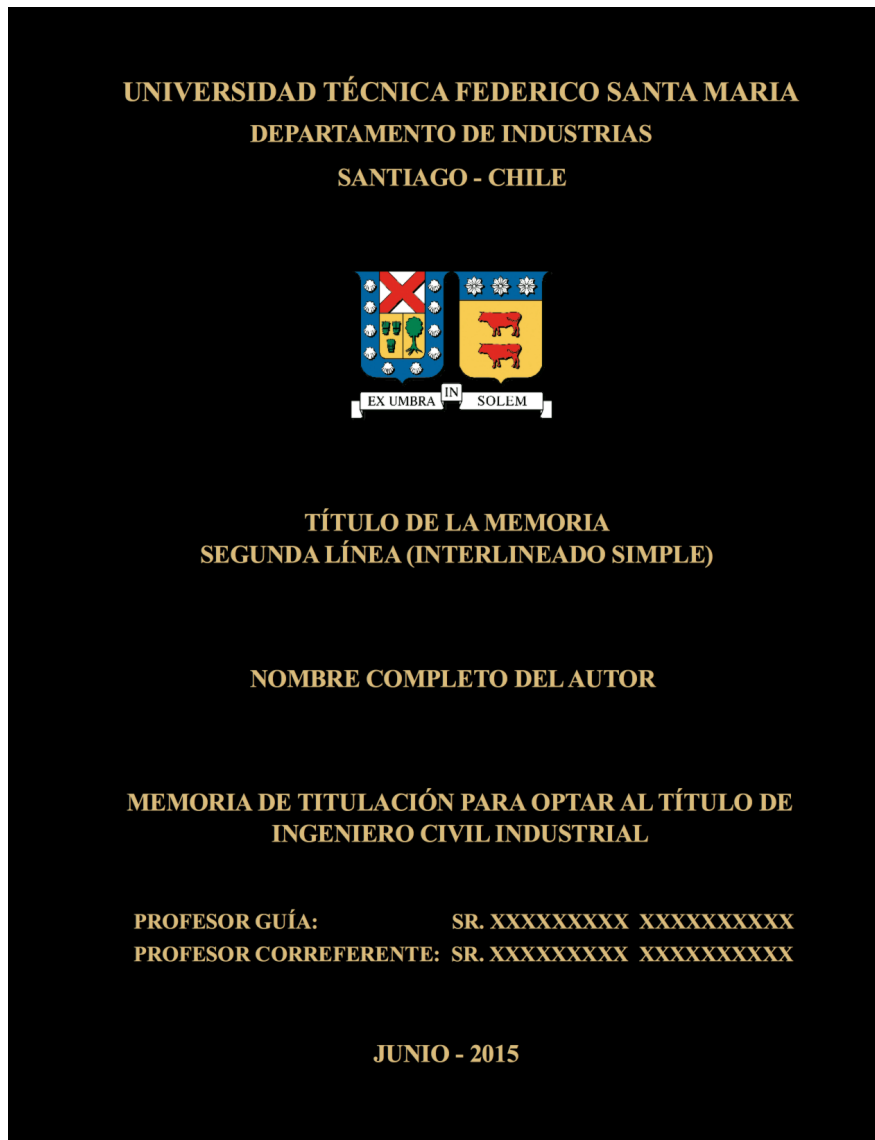 UNIVERSIDAD TÉCNICA FEDERICO SANTA MARIA
DEPARTAMENTO DE INDUSTRIAS
SANTIAGO - CHILE
EX UMBRA IN SOLEM
TÍTULO DE LA MEMORIA
SEGUNDA LÍNEA (INTERLINEADO SIMPLE)
NOMBRE COMPLETO DEL AUTOR
MEMORIA DE TITULACIÓN PARA OPTAR AL TÍTULO DE
INGENIERO CIVIL INDUSTRIAL
PROFESOR GUÍA: SR. XXXXXXXXX XXXXXXXXXX
PROFESOR CORREFERENTE: SR. XXXXXXXXX XXXXXXXXXX
JUNIO - 2015